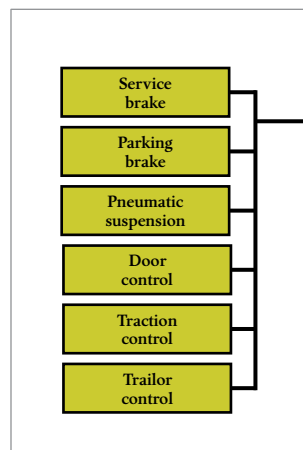 Service
brake
Parking
brake
Pneumatic
suspension
Door
control
Traction
control
Trailor
control